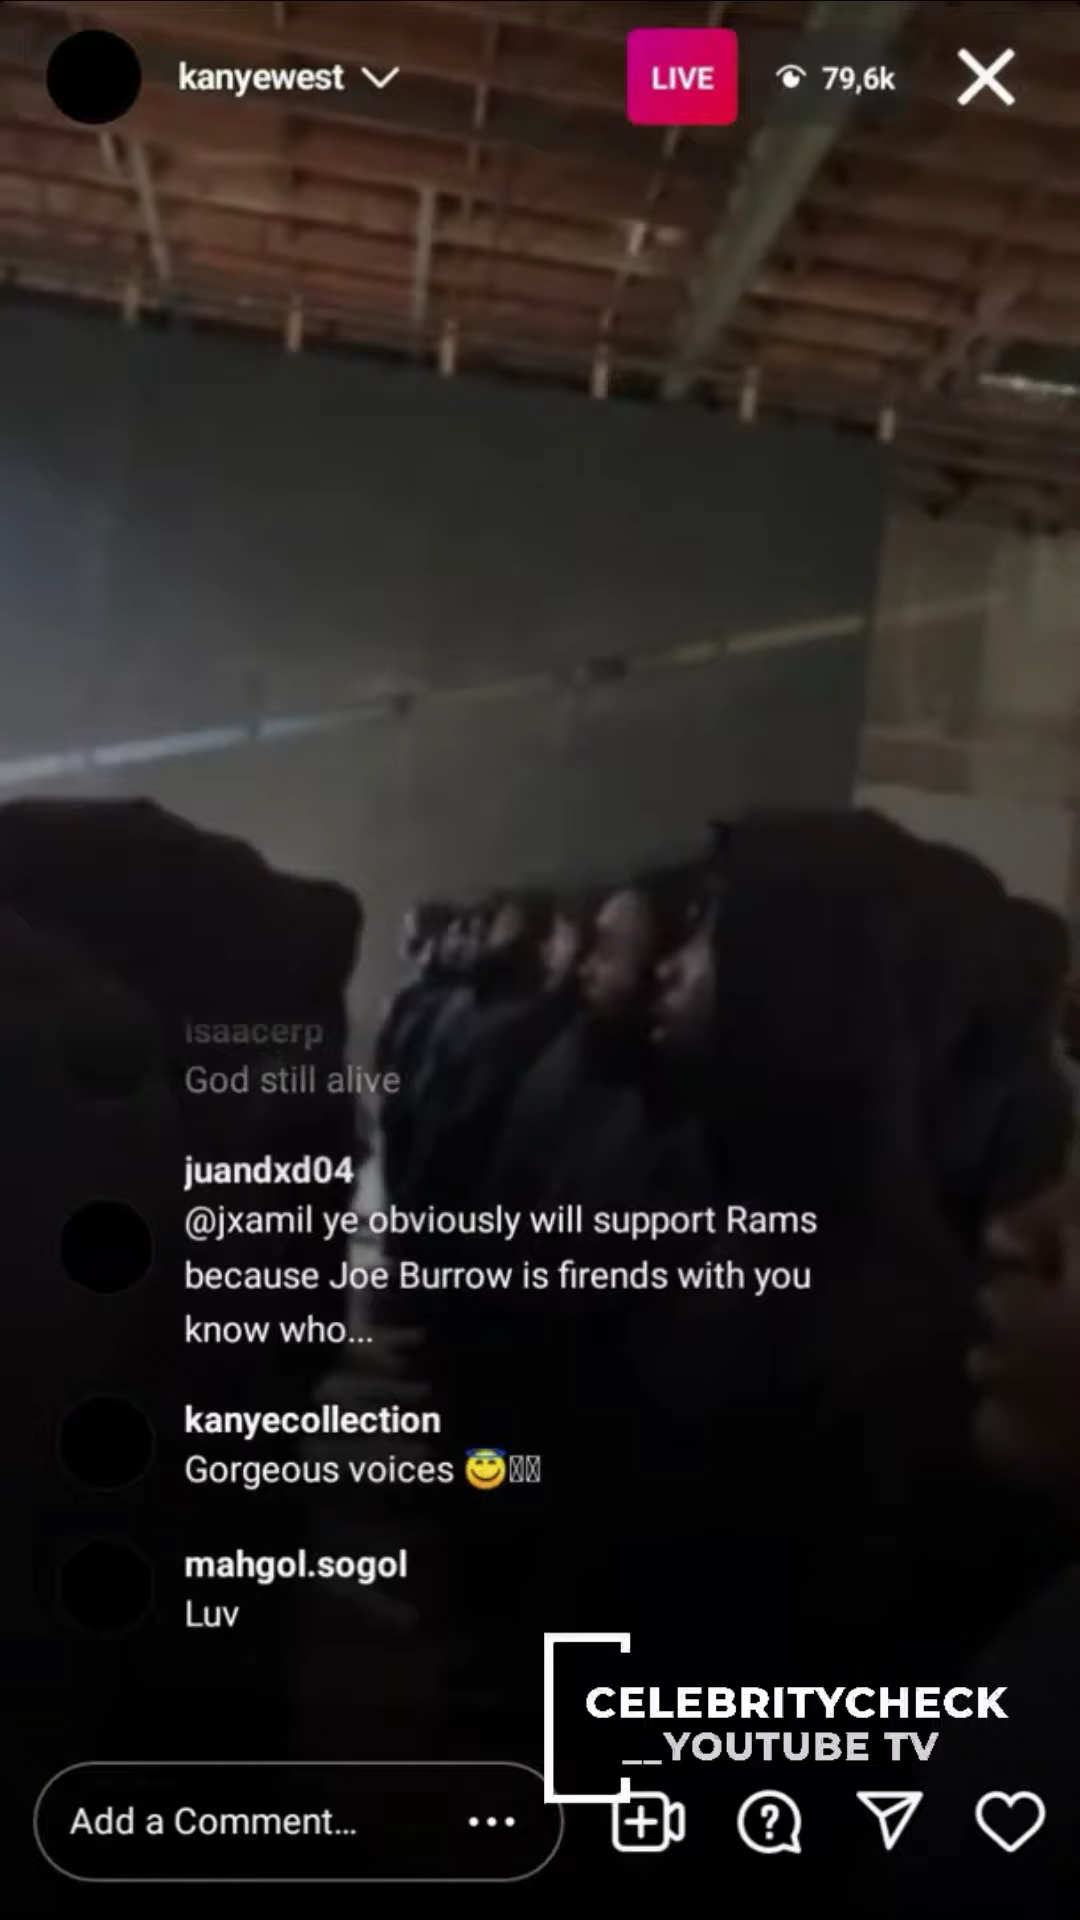 kanyewest
LIVE
79,6k
isaacerp
God still alive
juandxd04
@jxamil ye obviously will support Rams
because Joe Burrow is firends with you
know who...
kanyecollection
Gorgeous voices 😇
mahgol.sogol
Luv
CELEBRITYCHECK
__YOUTUBE TV
Add a Comment...